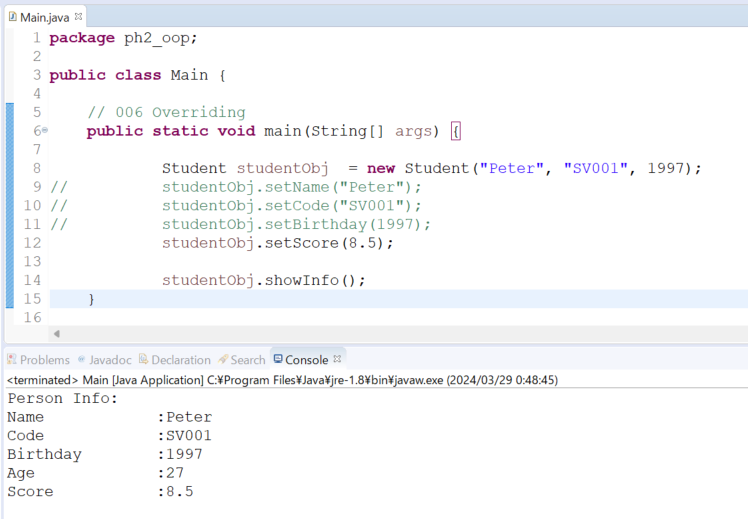 Main.java
1 package ph2_oop;
2
3 public class Main {
4
5     // 006 Overriding
6     public static void main(String[] args) {
7
8             Student studentObj  = new Student("Peter", "SV001", 1997);
9 //          studentObj.setName("Peter");
10 //          studentObj.setCode("SV001");
11 //          studentObj.setBirthday(1997);
12             studentObj.setScore(8.5);
13
14             studentObj.showInfo();
15     }
16
Problems Javadoc Declaration Search Console
<terminated> Main [Java Application] C:¥Program Files¥Java¥jre-1.8¥bin¥javaw.exe (2024/03/29 0:48:45)
Person Info:
Name            :Peter
Code            :SV001
Birthday        :1997
Age             :27
Score           :8.5